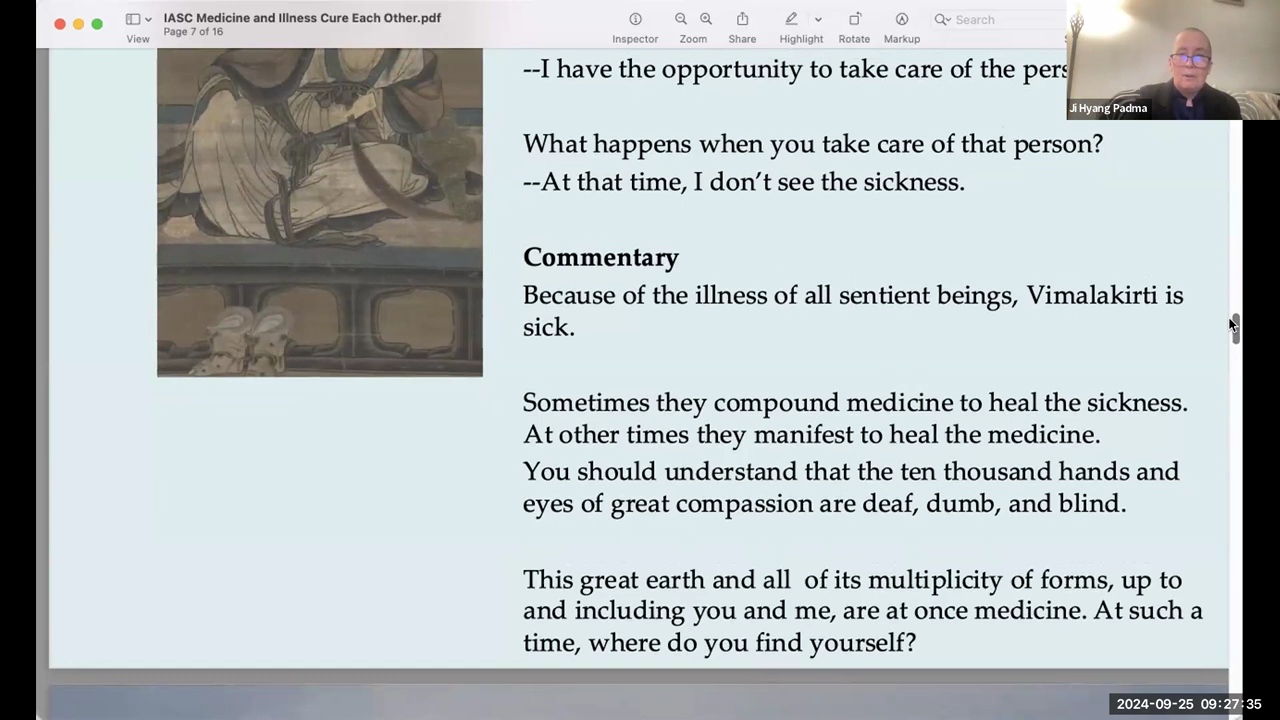 IASC Medicine and Illness Cure Each Other.pdf
Page 7 of 16
View
Inspector
Zoom
Share
Highlight
Rotate
Markup
Search
Ji Hyang Padma
--I have the opportunity to take care of the
What happens when you take care of that person?
--At that time, I don’t see the sickness.
Commentary
Because of the illness of all sentient beings, Vimalakirti is
sick.
Sometimes they compound medicine to heal the sickness.
At other times they manifest to heal the medicine.
You should understand that the ten thousand hands and
eyes of great compassion are deaf, dumb, and blind.
This great earth and all of its multiplicity of forms, up to
and including you and me, are at once medicine. At such a
time, where do you find yourself?
2024-09-25 09:27:35